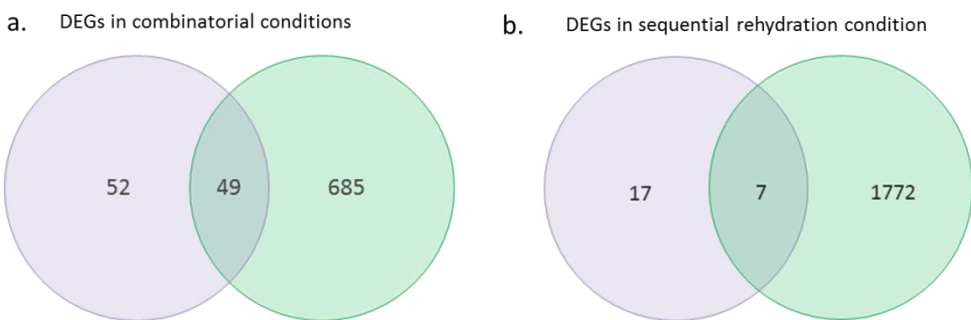 a. DEGs in combinatorial conditions
52 49 685
b. DEGs in sequential rehydration condition
17 7 1772